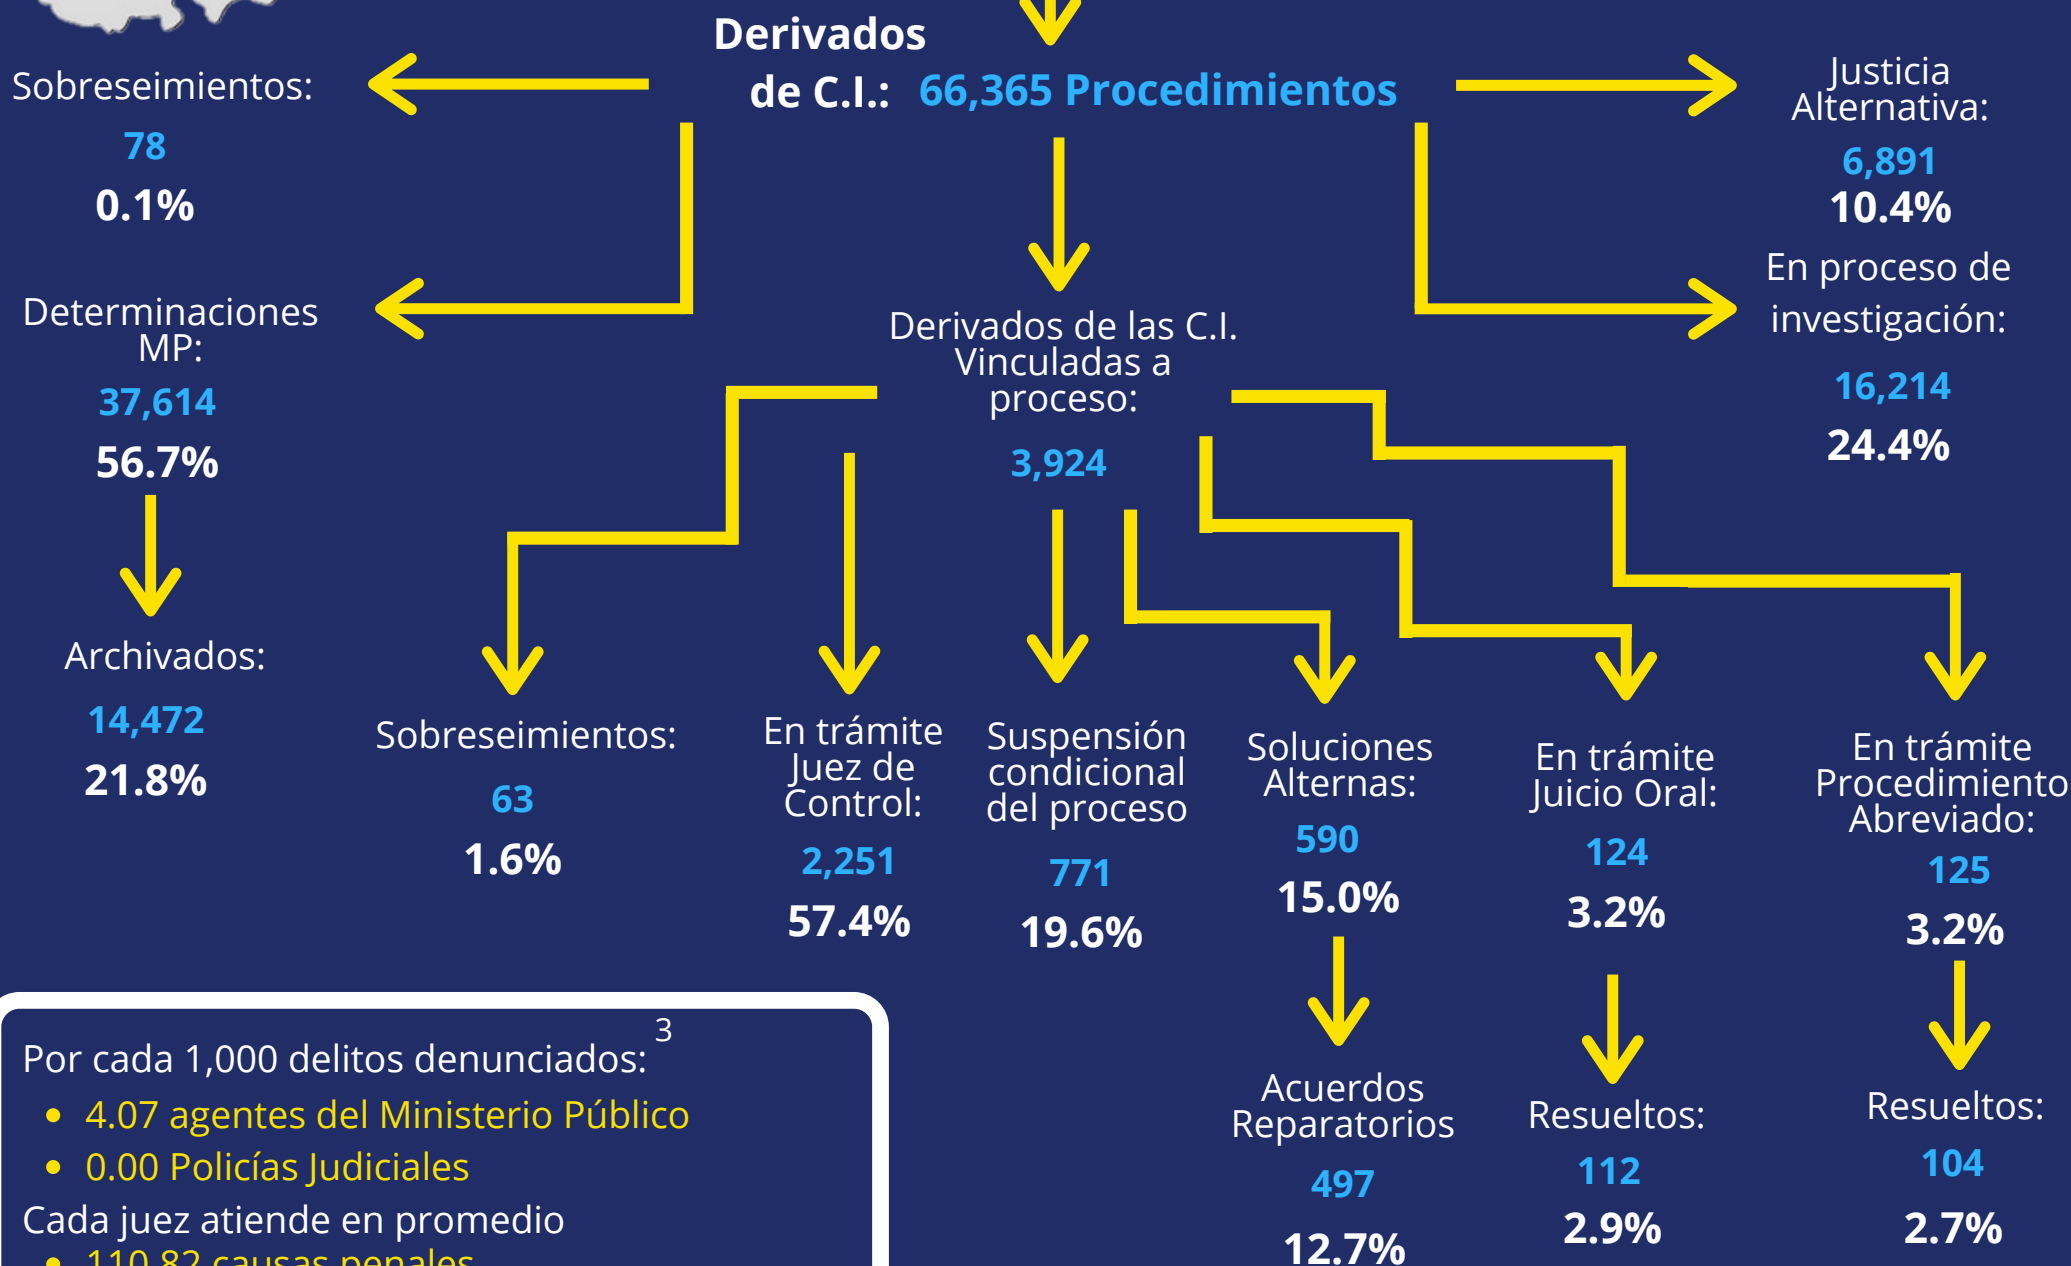 Derivados
de C.I.: 66,365 Procedimientos
Sobreseimientos:
78
0.1%
Justicia
Alternativa:
6,891
10.4%
Determinaciones
MP:
37,614
56.7%
Derivados de las C.I.
Vinculadas a
proceso:
3,924
En proceso de
investigación:
16,214
24.4%
Archivados:
14,472
21.8%
Sobreseimientos:
63
1.6%
En trámite
Juez de
Control:
2,251
57.4%
Suspensión
condicional
del proceso
771
19.6%
Soluciones
Alternas:
590
15.0%
En trámite
Juicio Oral:
124
3.2%
En trámite
Procedimiento
Abreviado:
125
3.2%
Acuerdos
Reparatorios
497
12.7%
Resueltos:
112
2.9%
Resueltos:
104
2.7%
Por cada 1,000 delitos denunciados: 3
• 4.07 agentes del Ministerio Público
• 0.00 Policías Judiciales
Cada juez atiende en promedio
• 110.82 causas penales